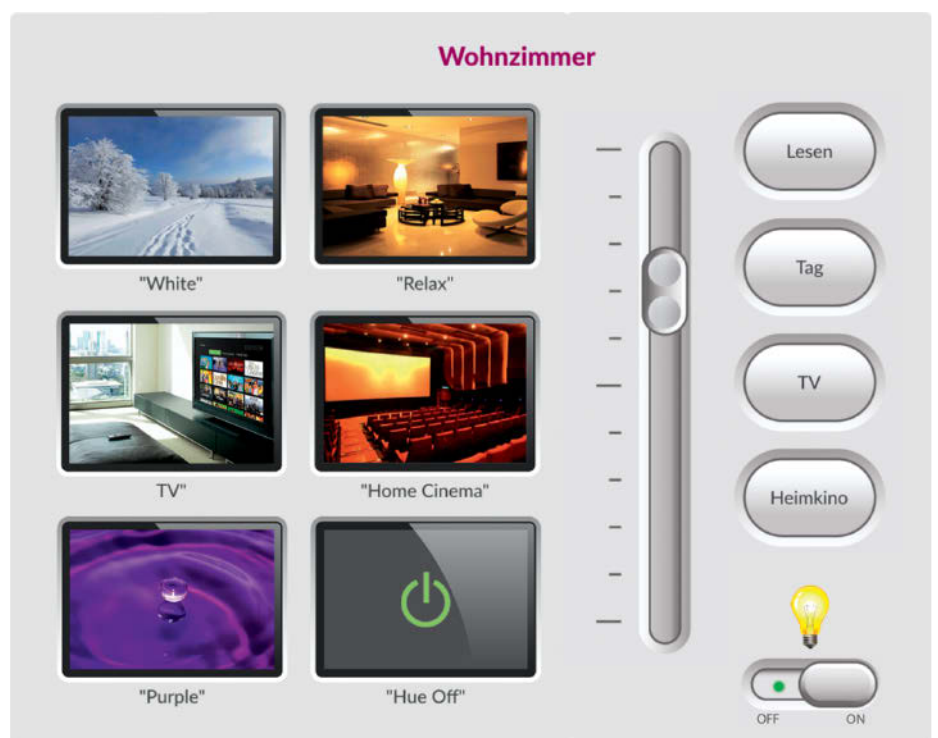 Wohnzimmer
"White"
"Relax"
TV"
"Home Cinema"
"Purple"
"Hue Off"
Lesen
Tag
TV
Heimkino
OFF
ON